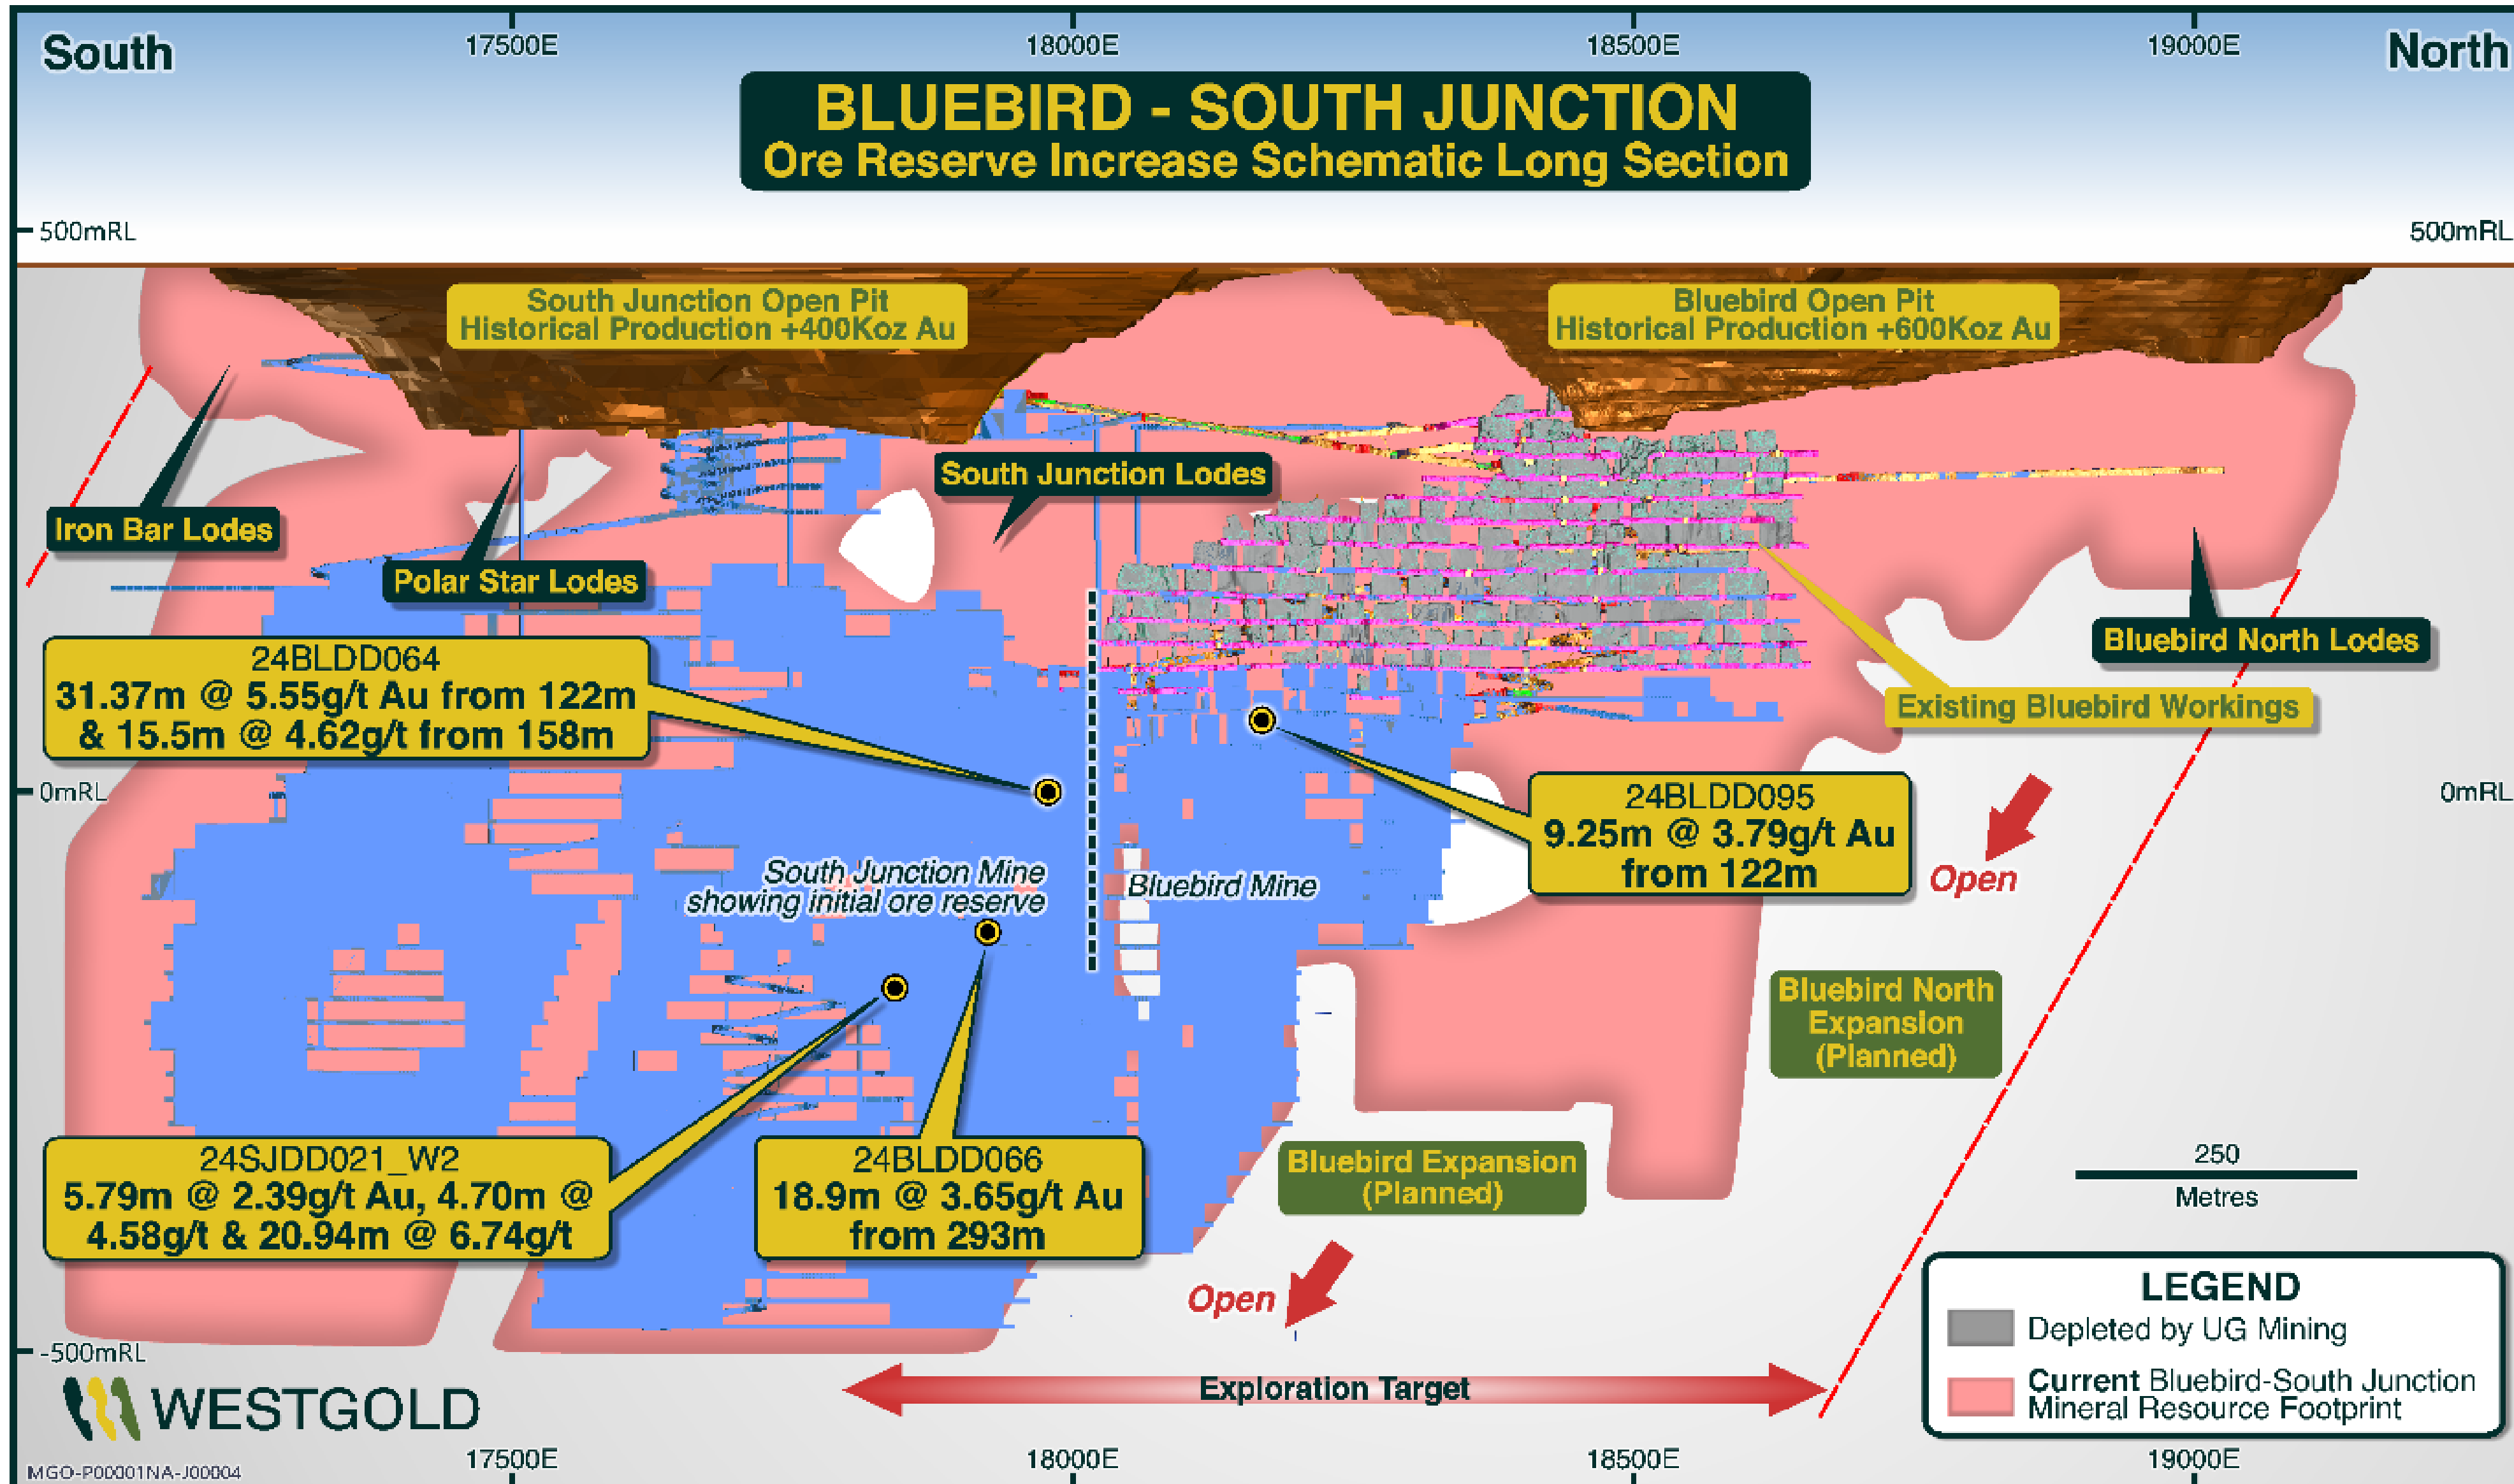 South
17500E
18000E
18500E
19000E
North
BLUEBIRD - SOUTH JUNCTION
Ore Reserve Increase Schematic Long Section
500mRL
500mRL
South Junction Open Pit
Historical Production +400Koz Au
Bluebird Open Pit
Historical Production +600Koz Au
South Junction Lodes
Iron Bar Lodes
Polar Star Lodes
Bluebird North Lodes
24BLDD064
31.37m @ 5.55g/t Au from 122m
& 15.5m @ 4.62g/t from 158m
Existing Bluebird Workings
0mRL
0mRL
24BLDD095
9.25m @ 3.79g/t Au
from 122m
South Junction Mine
showing initial ore reserve
Bluebird Mine
Open
Bluebird North
Expansion
(Planned)
24SJDD021_W2
5.79m @ 2.39g/t Au, 4.70m @
4.58g/t & 20.94m @ 6.74g/t
24BLDD066
18.9m @ 3.65g/t Au
from 293m
Bluebird Expansion
(Planned)
250
Metres
Open
LEGEND
Depleted by UG Mining
Current Bluebird-South Junction
Mineral Resource Footprint
-500mRL
WESTGOLD
Exploration Target
MGO-P00001NA-J00004
17500E
18000E
18500E
19000E